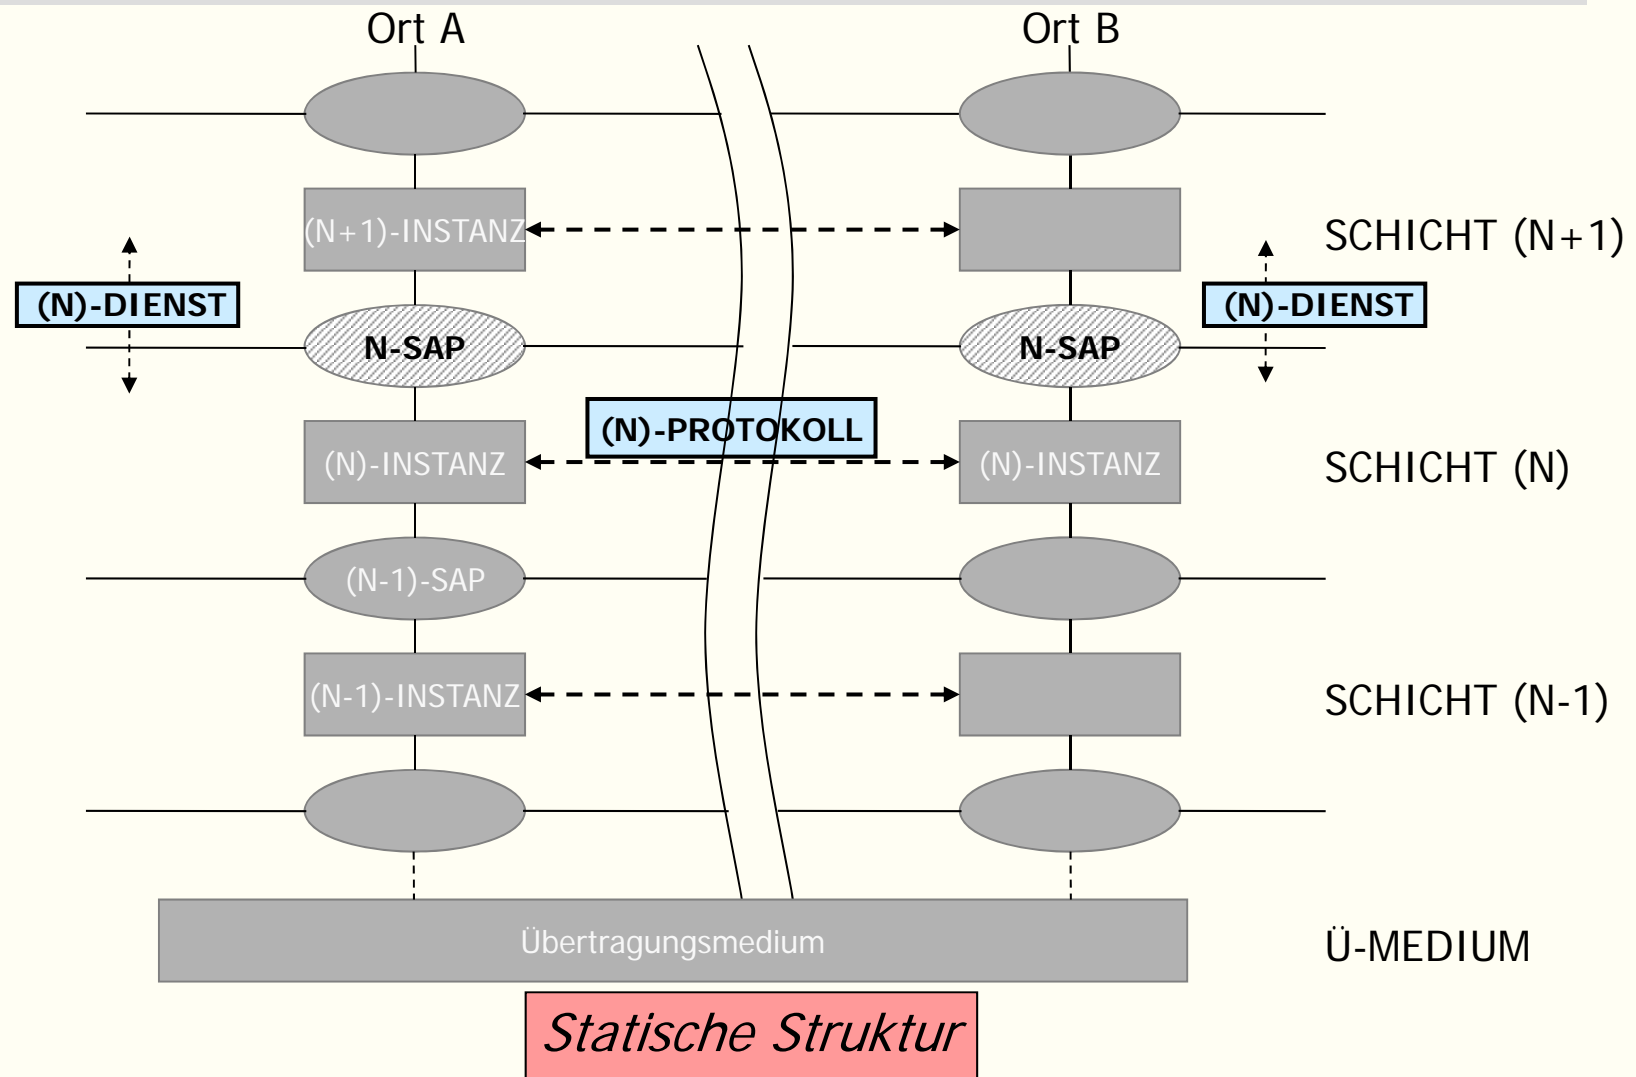 Ort A
Ort B
(N+1)-INSTANZ
SCHICHT (N+1)
(N)-DIENST
(N)-DIENST
N-SAP
N-SAP
(N)-PROTOKOLL
(N)-INSTANZ
(N)-INSTANZ
SCHICHT (N)
(N-1)-SAP
(N-1)-INSTANZ
SCHICHT (N-1)
Übertragungsmedium
Ü-MEDIUM
Statische Struktur